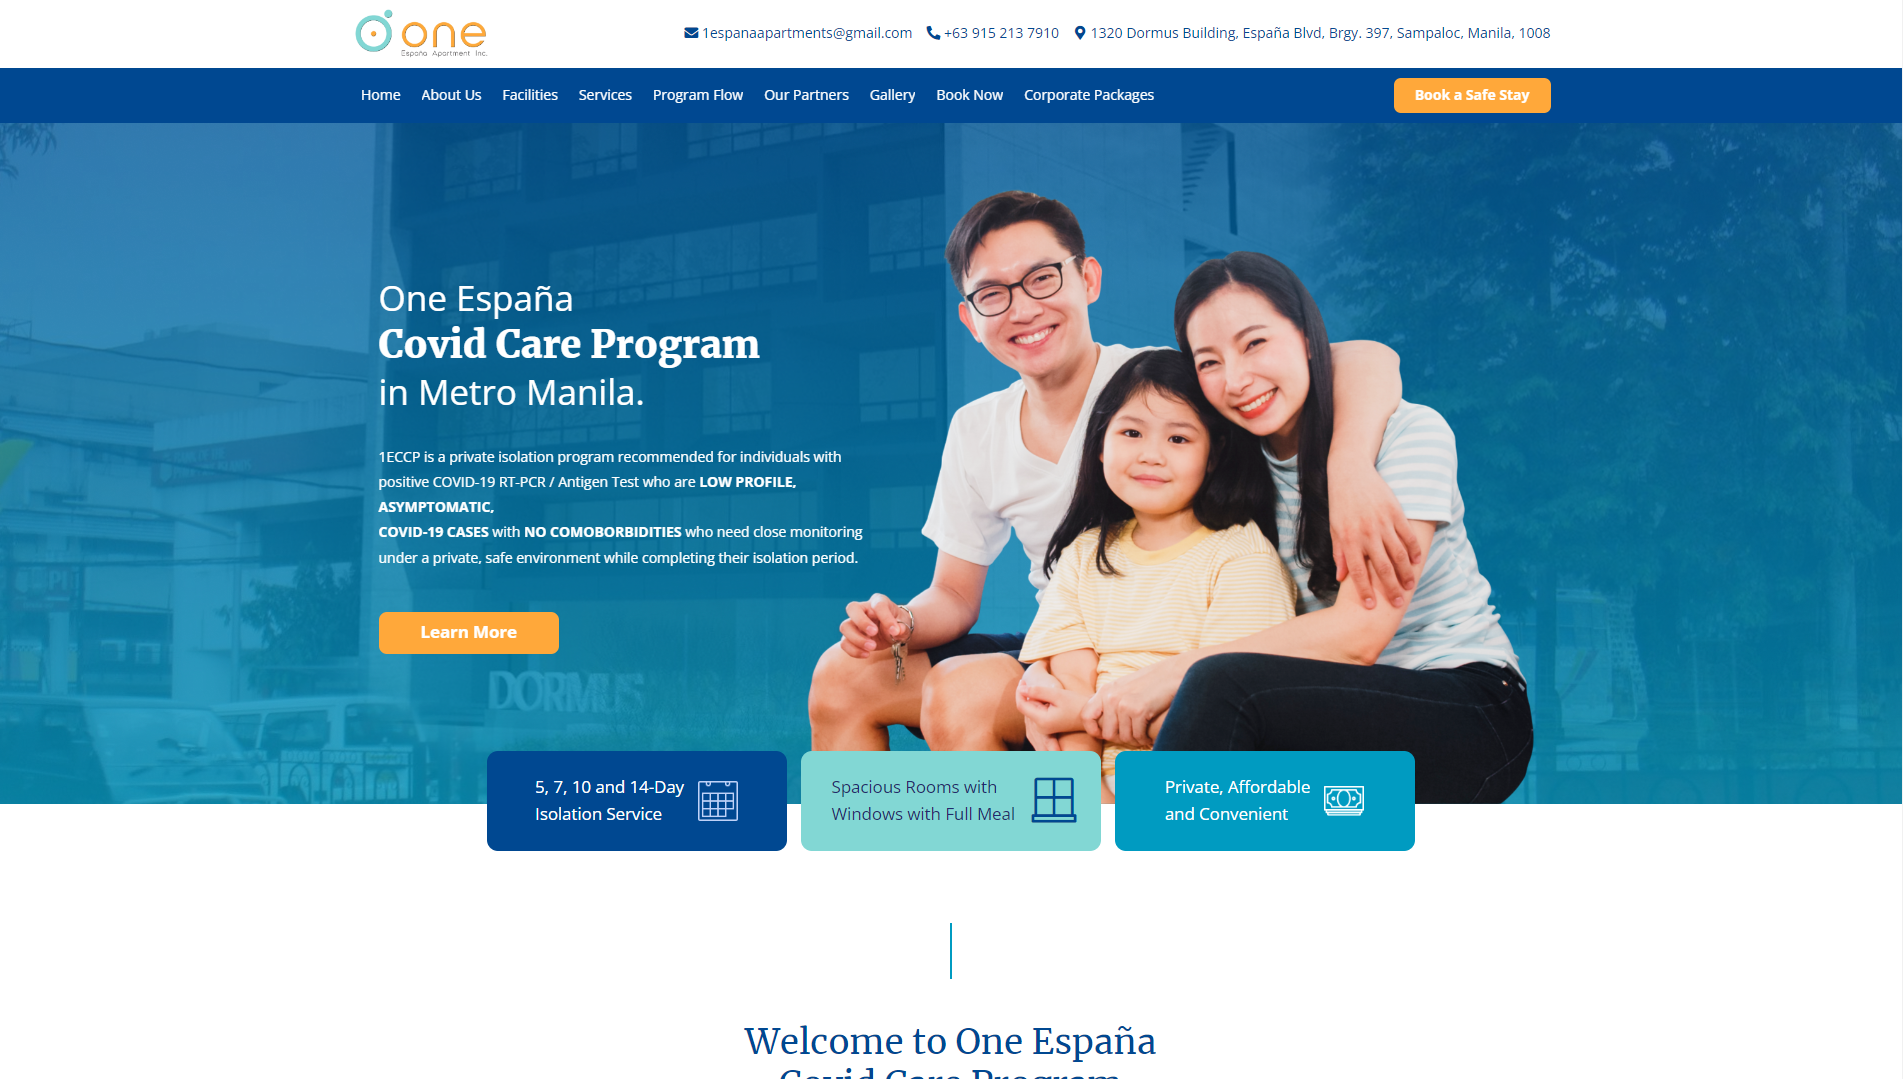 one
España Apartment Inc.
1espanaapartments@gmail.com
+63 915 213 7910
1320 Dormus Building, España Blvd, Brgy. 397, Sampaloc, Manila, 1008
Home
About Us
Facilities
Services
Program Flow
Our Partners
Gallery
Book Now
Corporate Packages
Book a Safe Stay
One España
Covid Care Program
in Metro Manila.
1ECCP is a private isolation program recommended for individuals with
positive COVID-19 RT-PCR / Antigen Test who are LOW PROFILE,
ASYMPTOMATIC,
COVID-19 CASES with NO COMOBORBIDITIES who need close monitoring
under a private, safe environment while completing their isolation period.
Learn More
DORMUS
5, 7, 10 and 14-Day
Isolation Service
Spacious Rooms with
Windows with Full Meal
Private, Affordable
and Convenient
Welcome to One España
Covid Care Program